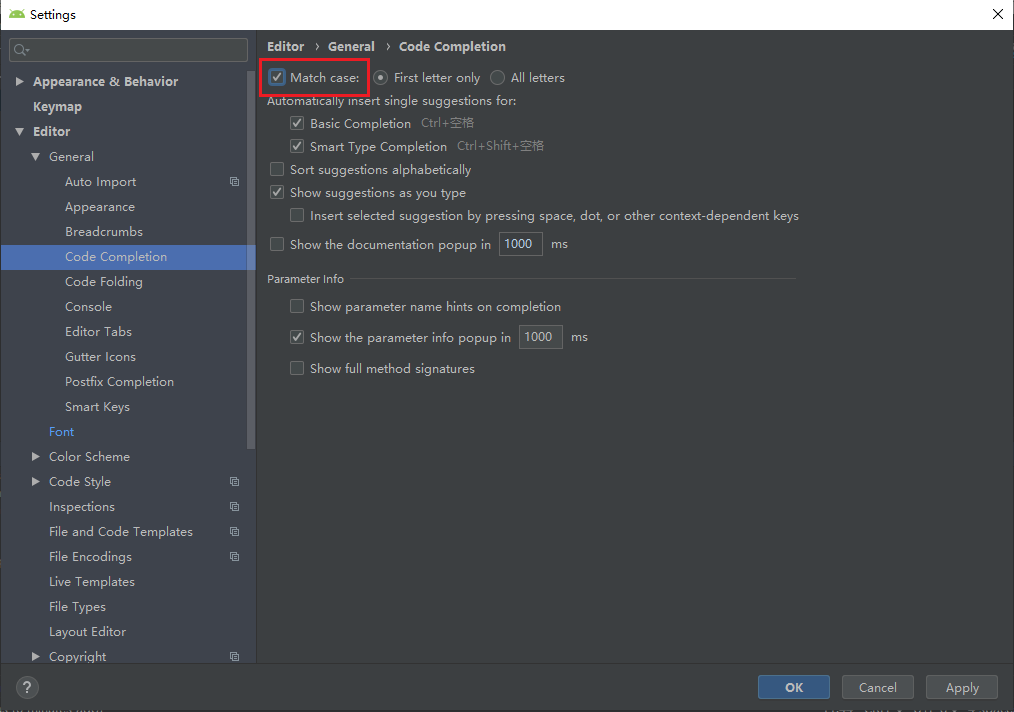 Settings
Appearance & Behavior
Keymap
Editor
General
Auto Import
Appearance
Breadcrumbs
Code Completion
Code Folding
Console
Editor Tabs
Gutter Icons
Postfix Completion
Smart Keys
Font
Color Scheme
Code Style
Inspections
File and Code Templates
File Encodings
Live Templates
File Types
Layout Editor
Copyright
Editor › General › Code Completion
Match case: First letter only All letters
Automatically insert single suggestions for:
Basic Completion Ctrl+空格
Smart Type Completion Ctrl+Shift+空格
Sort suggestions alphabetically
Show suggestions as you type
Insert selected suggestion by pressing space, dot, or other context-dependent keys
Show the documentation popup in 1000 ms
Parameter Info
Show parameter name hints on completion
Show the parameter info popup in 1000 ms
Show full method signatures
?
OK Cancel Apply